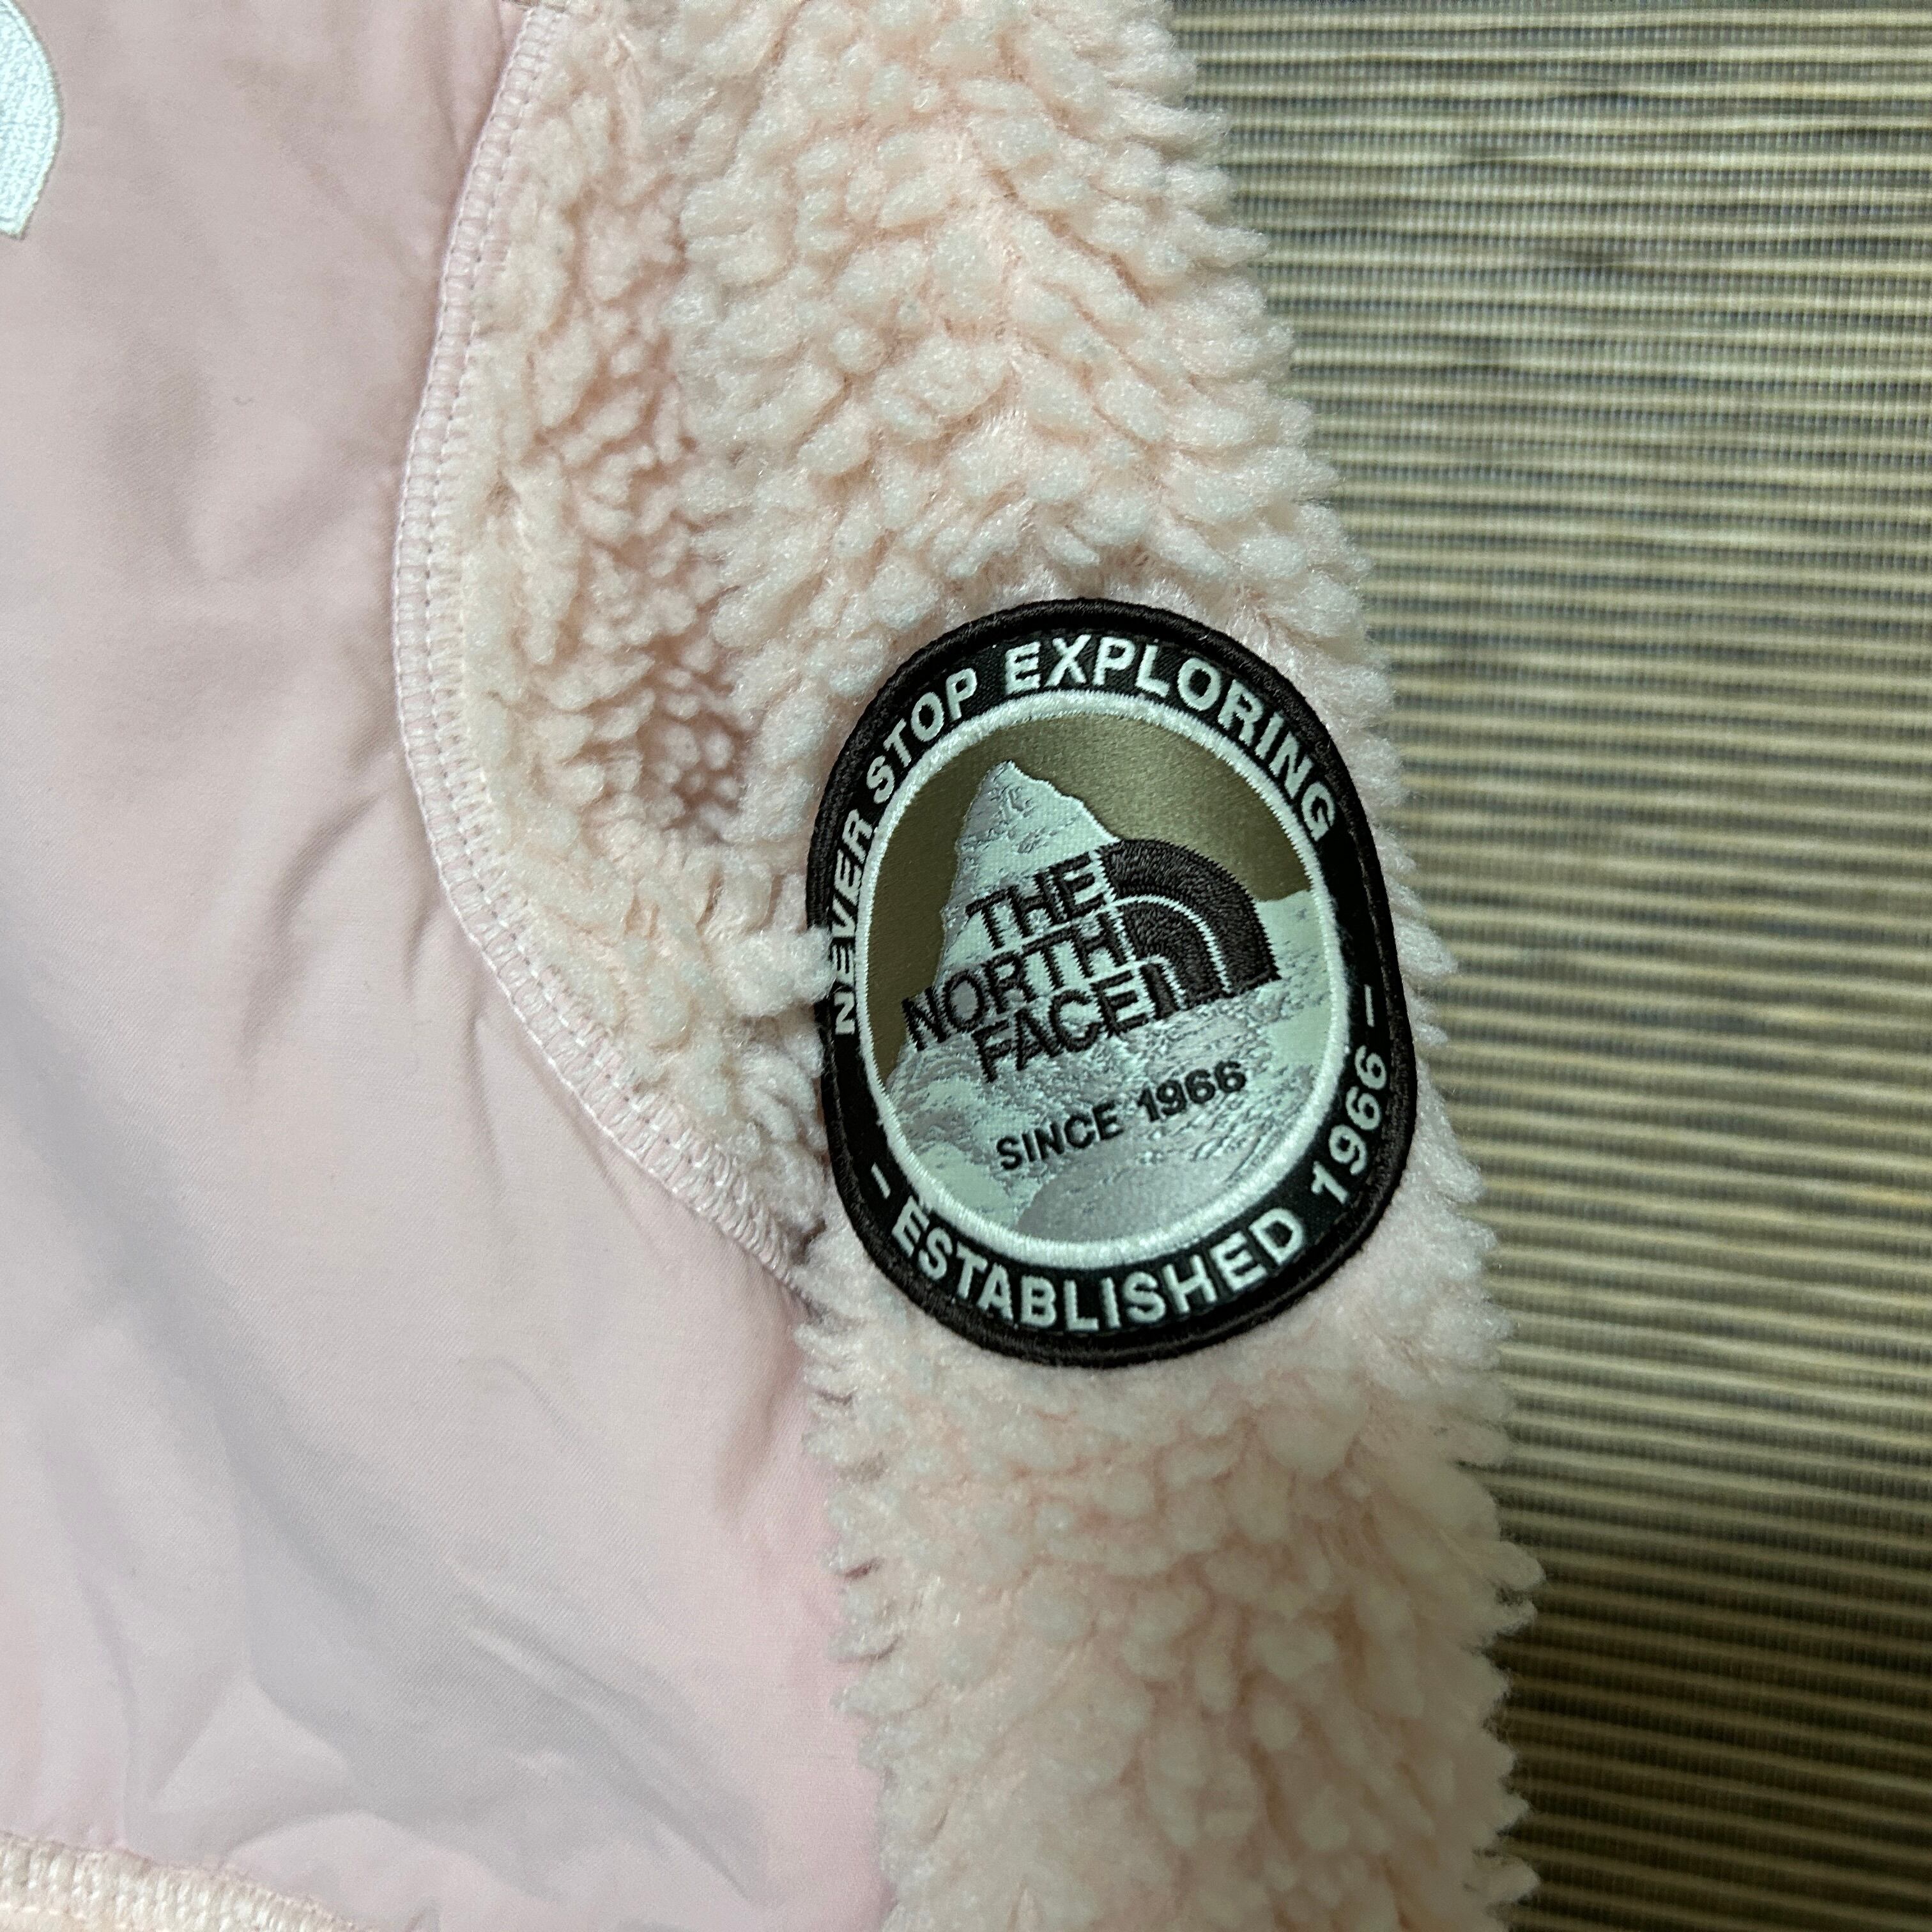 NEVER STOP EXPLORING
THE
NORTH
FACE
SINCE 1966
- ESTABLISHED 1966 -